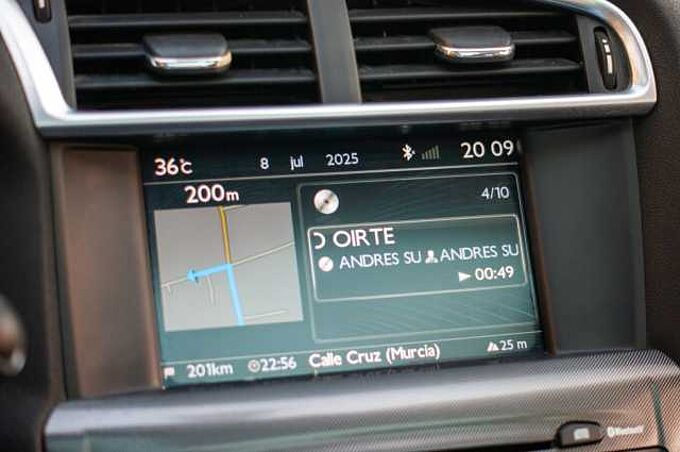 36°C 8 jul 2025 20 09
200m
4/10
OIRTE
ANDRES SU ANDRES SU
00:49
201km 22:56 Calle Cruz (Murcia) 25 m
Bluetooth